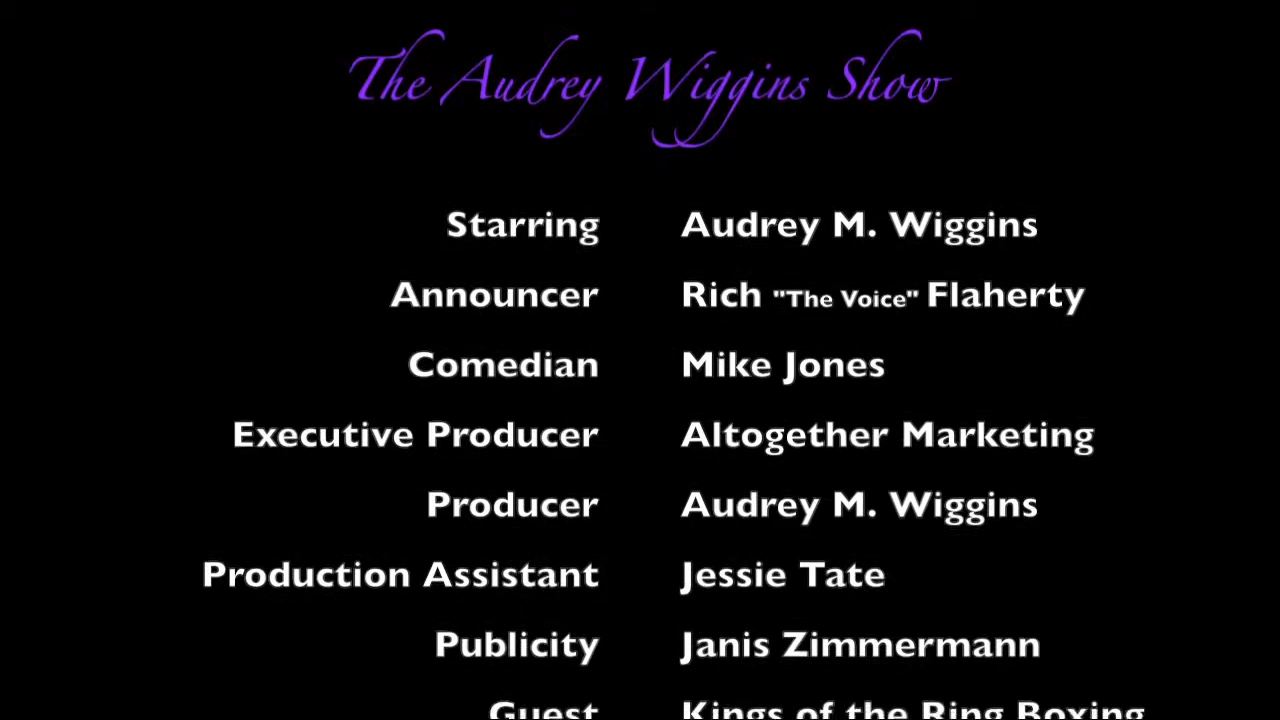 The Audrey Wiggins Show
Starring Audrey M. Wiggins
Announcer Rich "The Voice" Flaherty
Comedian Mike Jones
Executive Producer Altogether Marketing
Producer Audrey M. Wiggins
Production Assistant Jessie Tate
Publicity Janis Zimmermann
Guest Kings of the Ring Boxing